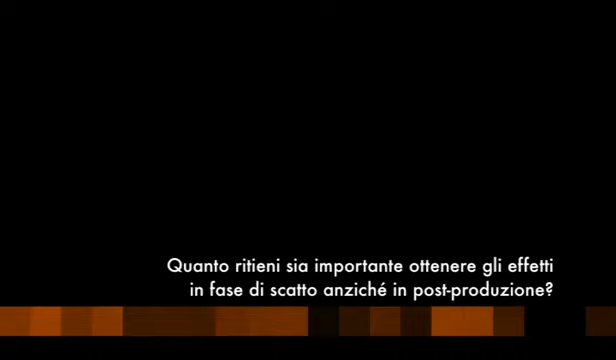 Quanto ritieni sia importante ottenere gli effetti
in fase di scatto anziché in post-produzione?